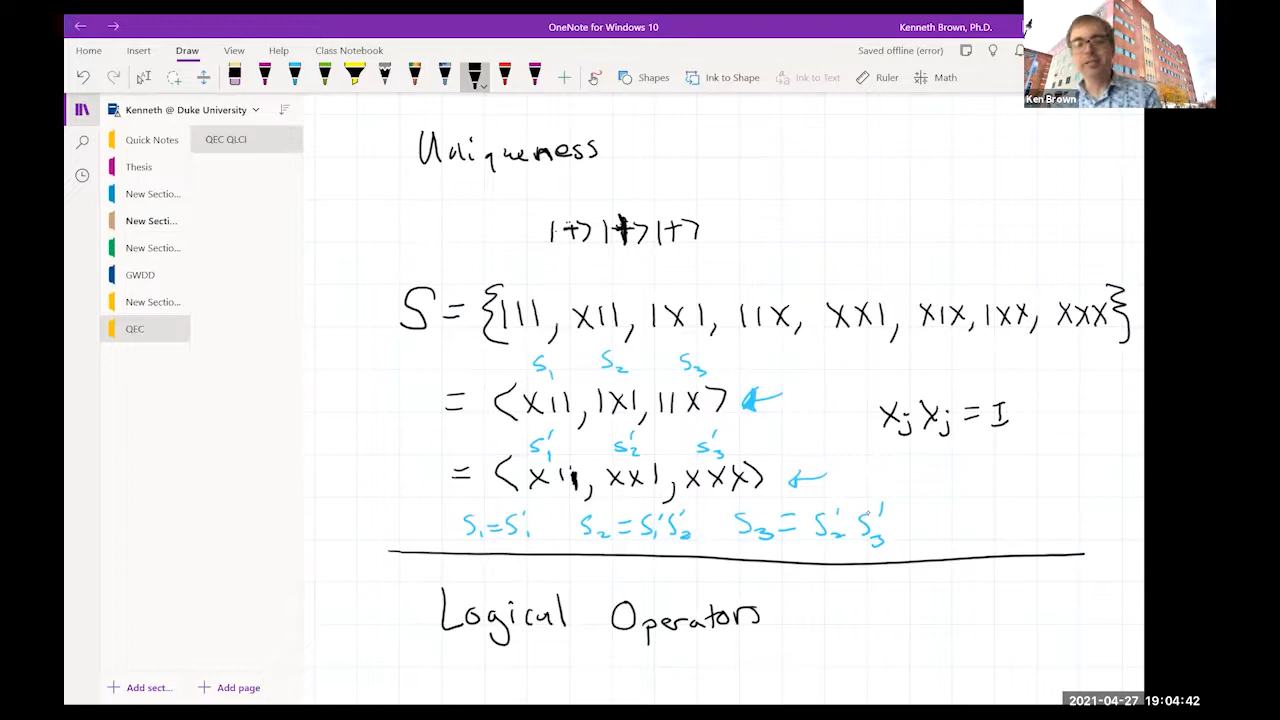 OneNote for Windows 10
Kenneth Brown, Ph.D.
Home Insert Draw View Help Class Notebook
Saved offline (error)
Shapes Ink to Shape Ink to Text Ruler Math
Ken Brown
Kenneth @ Duke University
Quick Notes
Thesis
New Sectio...
New Secti...
New Sectio...
GWDD
New Sectio...
QEC
QEC QLCI
Add sect... Add page
Uniqueness
|+>|+>|+>
S = {III, XII, IXI, IIX, XXI, XIX, IXX, XXX}
S₁ S₂ S₃
= <XII, IXI, IIX>
XⱼXⱼ = I
S₁' S₂' S₃'
= <XII, XXI, XXX>
S₁=S₁' S₂=S₁'S₂' S₃=S₂'S₃'
Logical Operators
2021-04-27 19:04:42